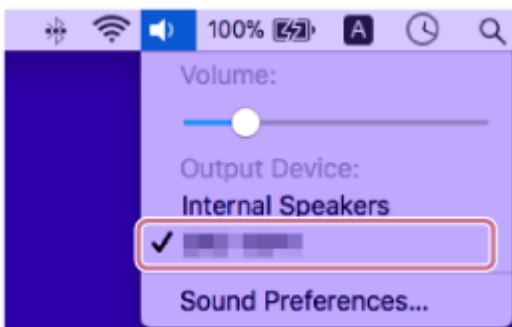 100% A
Volume:
Output Device:
Internal Speakers
Sound Preferences...